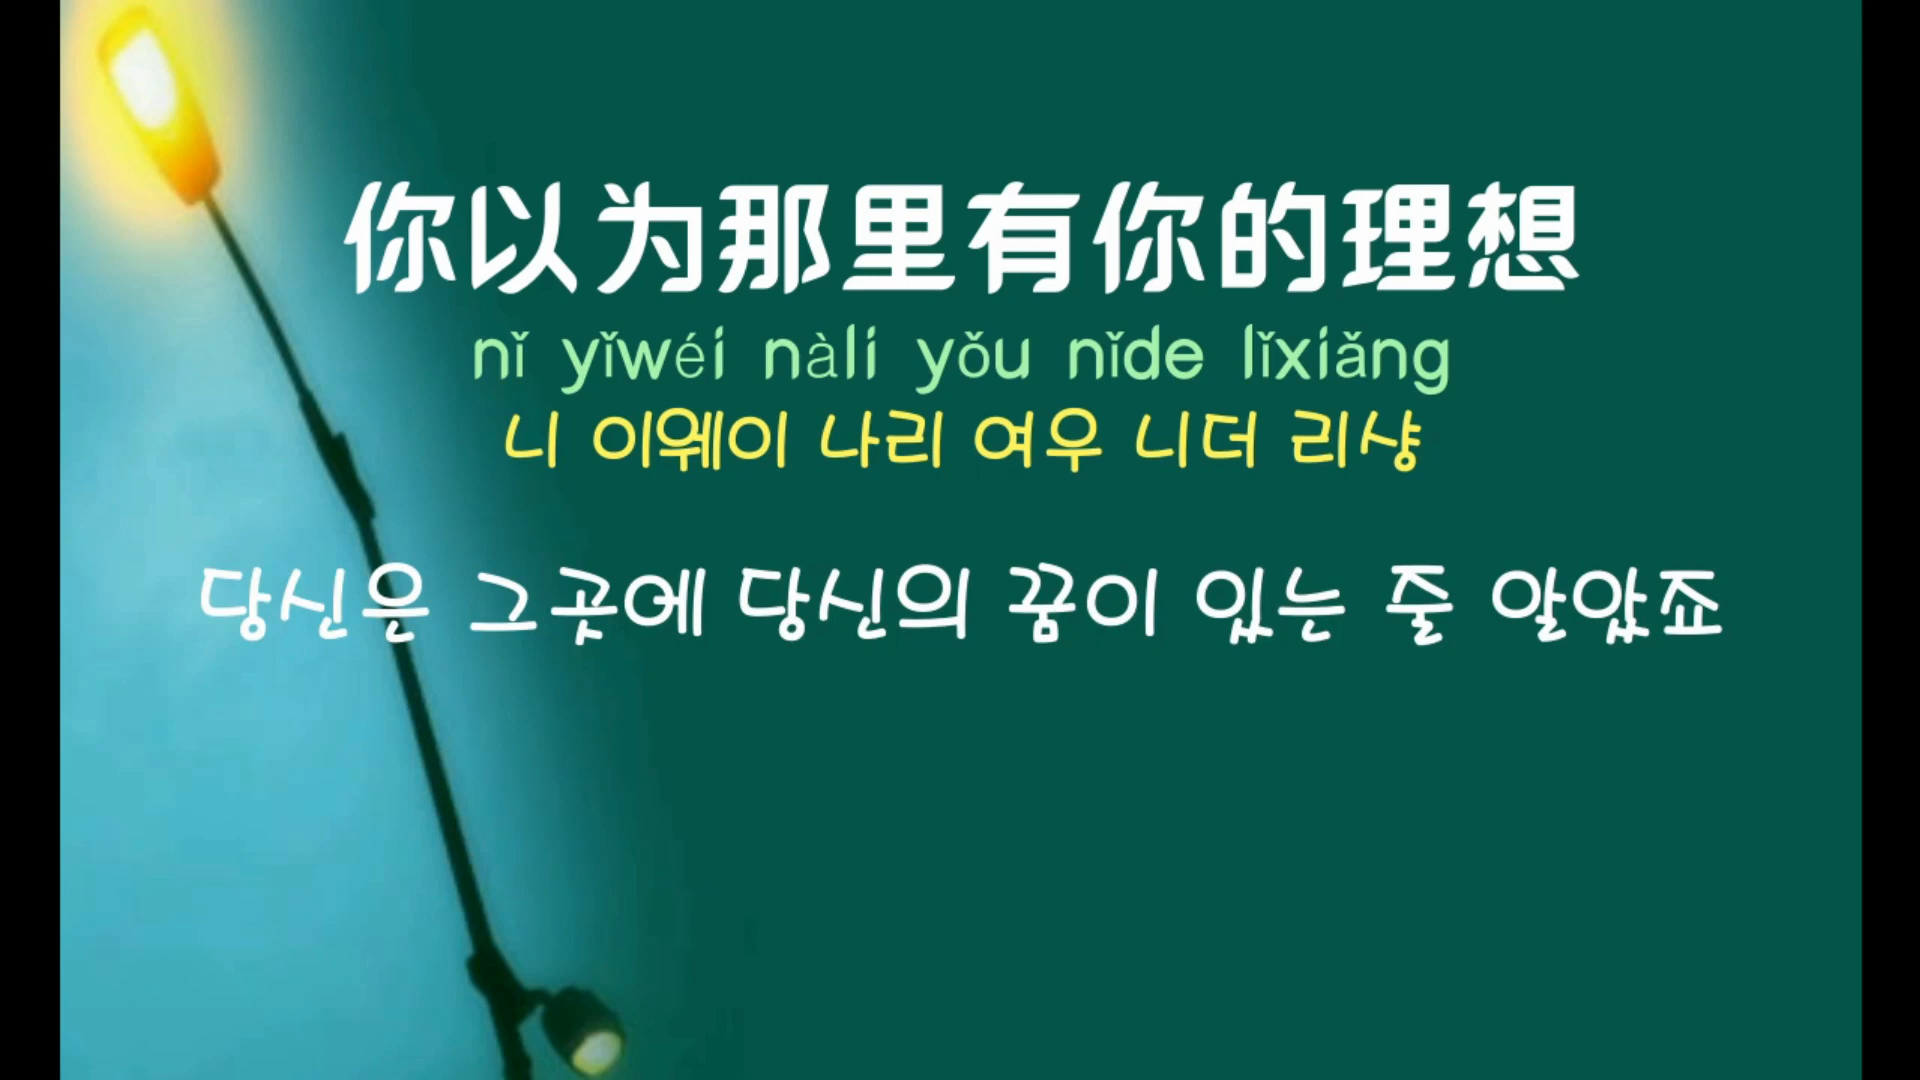 你以为那里有你的理想
nǐ yǐwéi nàli yǒu nǐde lǐxiǎng
니 이웨이 나리 여우 니더 리샹
당신은 그곳에 당신의 꿈이 있는 줄 알았죠